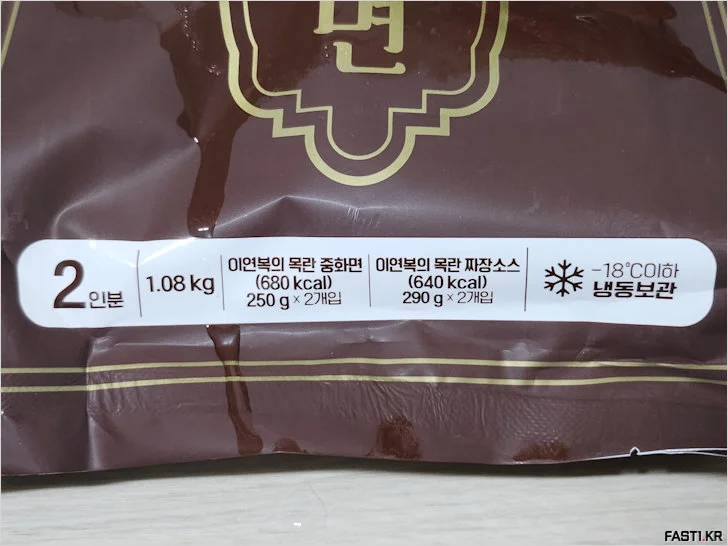 면
2인분
1.08 kg
이연복의 목란 중화면
(680 kcal)
250 g × 2개입
이연복의 목란 짜장소스
(640 kcal)
290 g × 2개입
-18℃이하
냉동보관
FASTI.KR